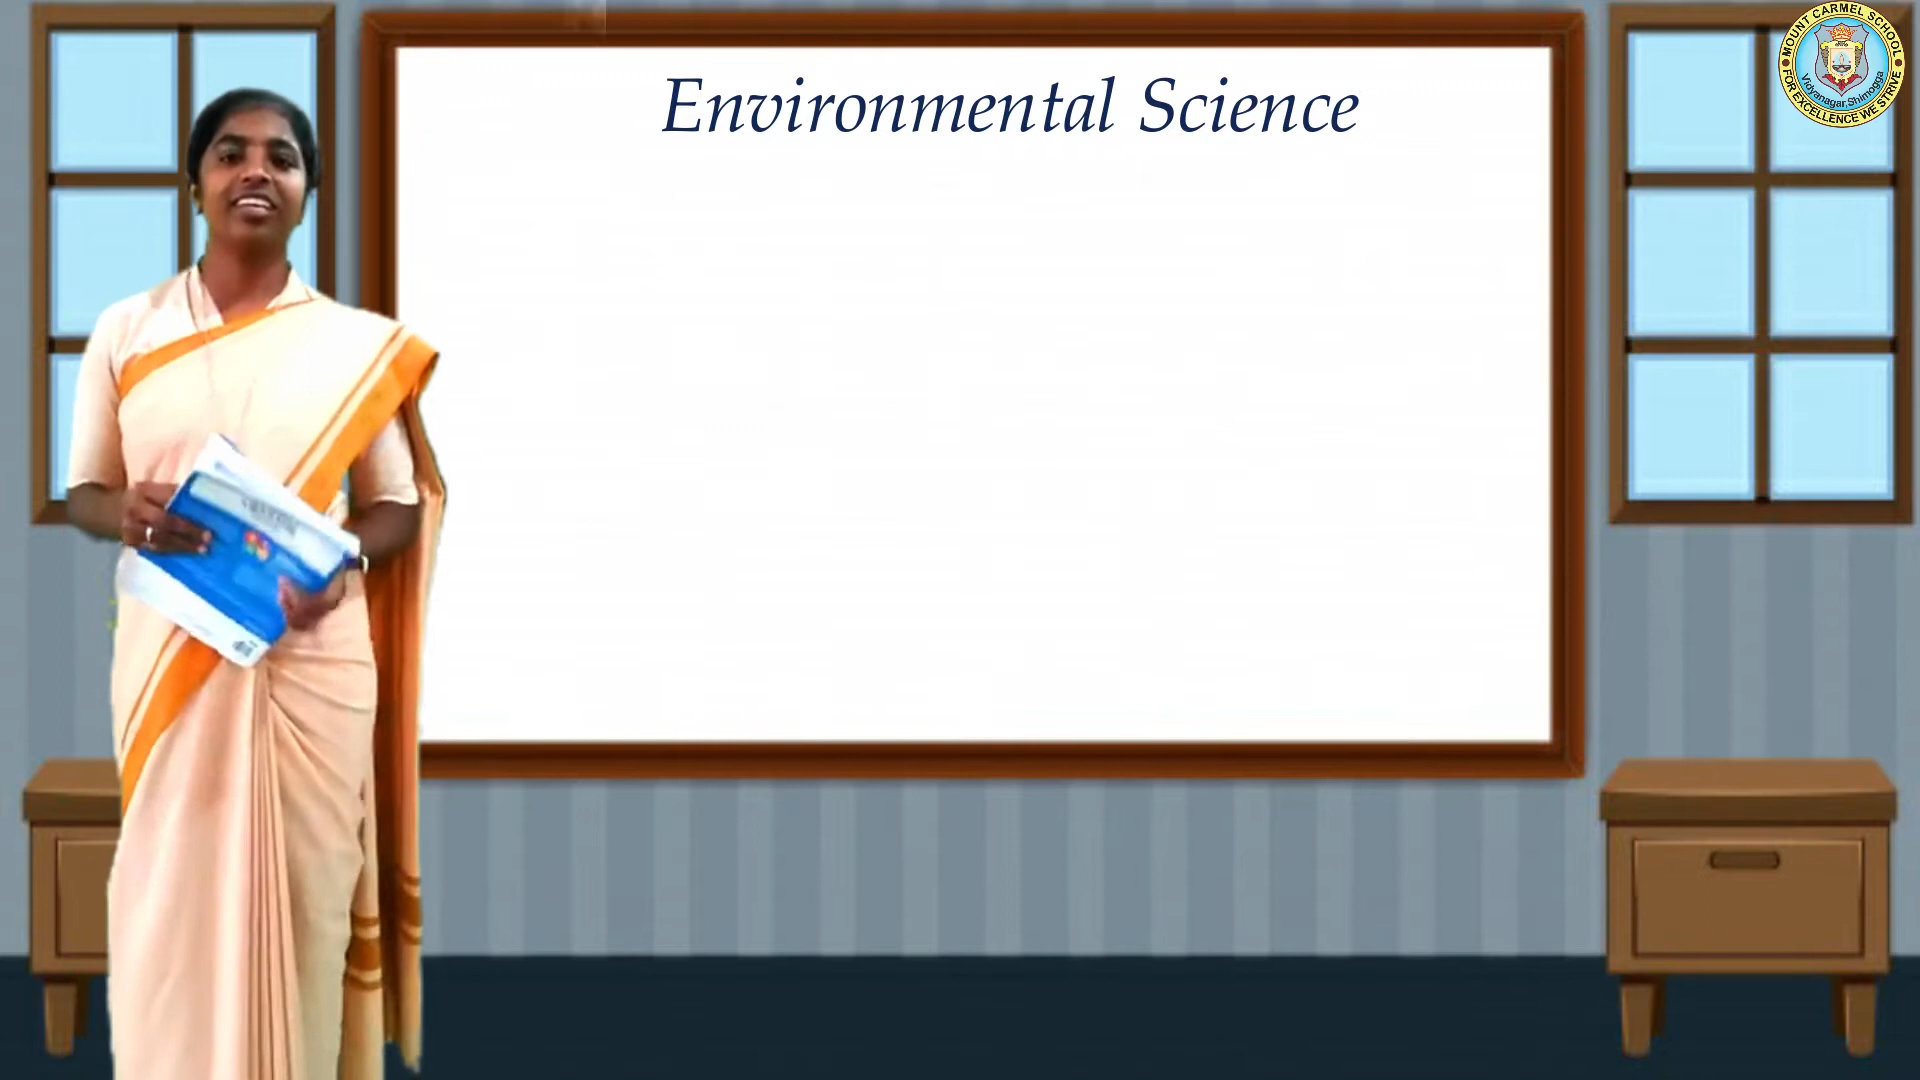 Environmental Science
MOUNT CARMEL SCHOOL
Vidyanagar, Shimoga
FOR EXCELLENCE WE STRIVE